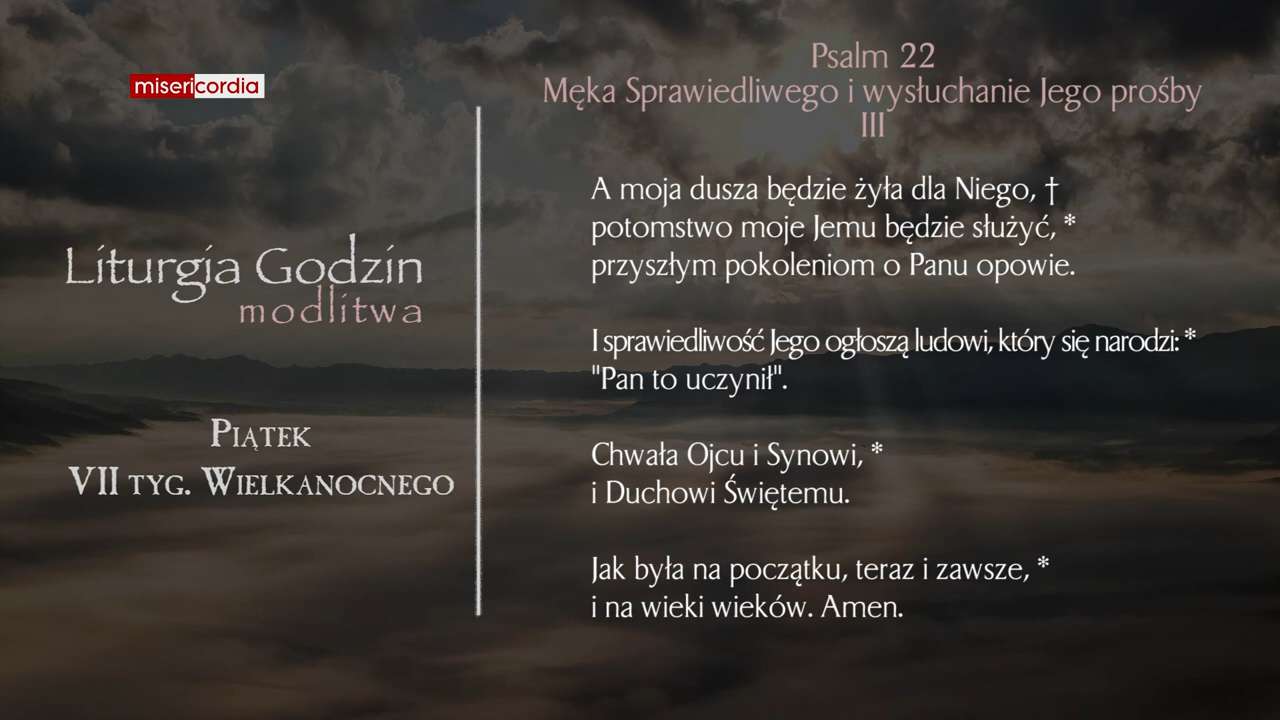 misericordia
Liturgia Godzin
modlitwa
Piątek
VII tyg. Wielkanocnego
Psalm 22
Męka Sprawiedliwego i wysłuchanie Jego prośby
III
A moja dusza będzie żyła dla Niego, †
potomstwo moje Jemu będzie służyć, *
przyszłym pokoleniom o Panu opowie.
I sprawiedliwość Jego ogłoszą ludowi, który się narodzi: *
"Pan to uczynił".
Chwała Ojcu i Synowi, *
i Duchowi Świętemu.
Jak była na początku, teraz i zawsze, *
i na wieki wieków. Amen.